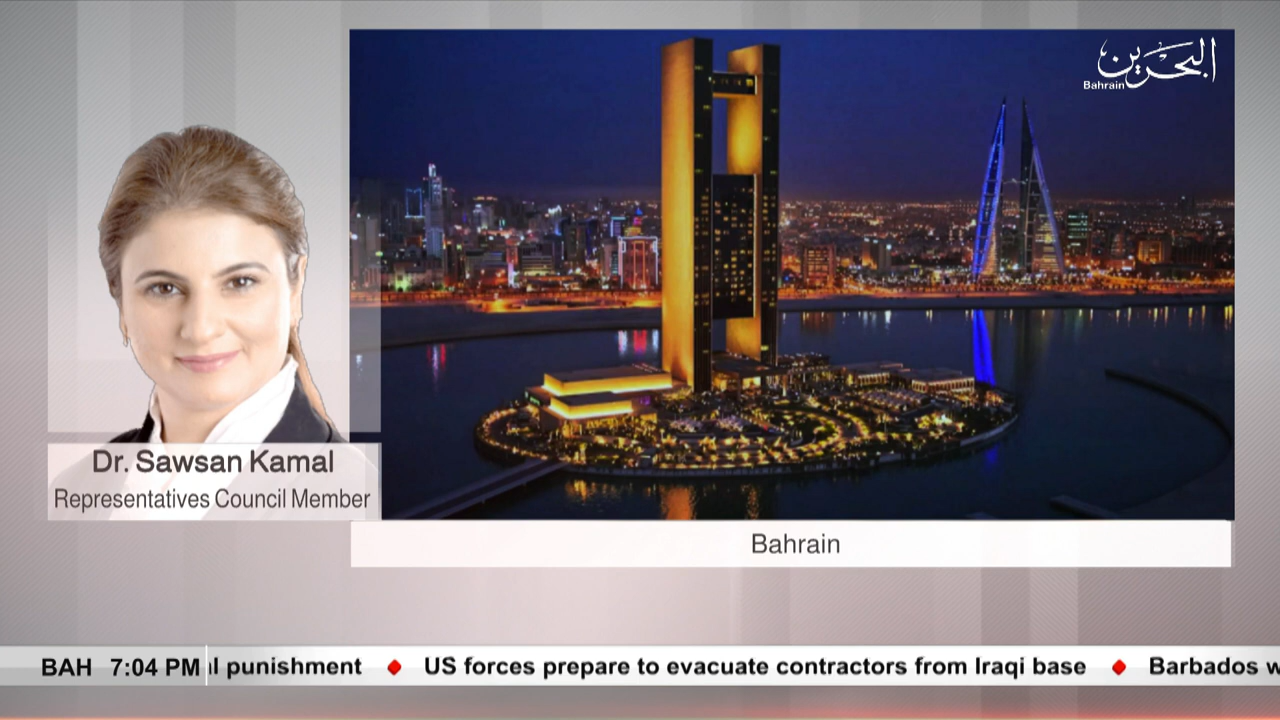 البحرين
Bahrain
Dr. Sawsan Kamal
Representatives Council Member
Bahrain
BAH 7:04 PM l punishment ♦ US forces prepare to evacuate contractors from Iraqi base ♦ Barbados w